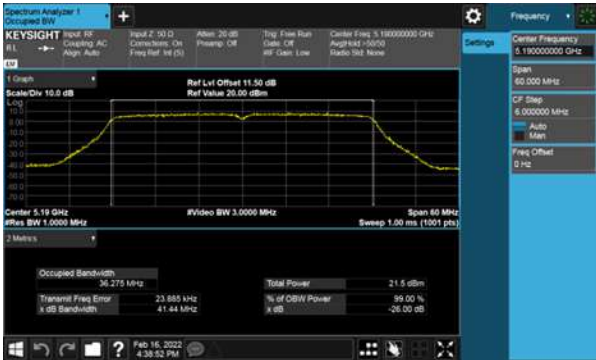 Spectrum Analyzer 1
Occupied BW
+
Frequency
KEYSIGHT
Input: RF
Input Z: 50 Ω
Atten: 20 dB
Trig: Free Run
Center Freq: 5.190000000 GHz
R L
Coupling: AC
Corrections: On
Preamp: Off
Gate: Off
Avg|Hold:>50/50
Align: Auto
Freq Ref: Int (S)
#IF Gain: Low
Radio Std: None
Settings
Center Frequency
5.190000000 GHz
Span
60.000 MHz
CF Step
6.000000 MHz
Auto
Man
Freq Offset
0 Hz
1 Graph
Scale/Div 10.0 dB
Ref Lvl Offset 11.50 dB
Ref Value 20.00 dBm
Log
10.0
0.00
-10.0
-20.0
-30.0
-40.0
-50.0
-60.0
-70.0
Center 5.19 GHz
#Video BW 3.0000 MHz
Span 60 MHz
#Res BW 1.0000 MHz
Sweep 1.00 ms (1001 pts)
2 Metrics
Occupied Bandwidth
36.275 MHz
Total Power
21.5 dBm
Transmit Freq Error
23.885 kHz
% of OBW Power
99.00 %
x dB Bandwidth
41.44 MHz
x dB
-26.00 dB
?
Feb 16, 2022
4:38:52 PM